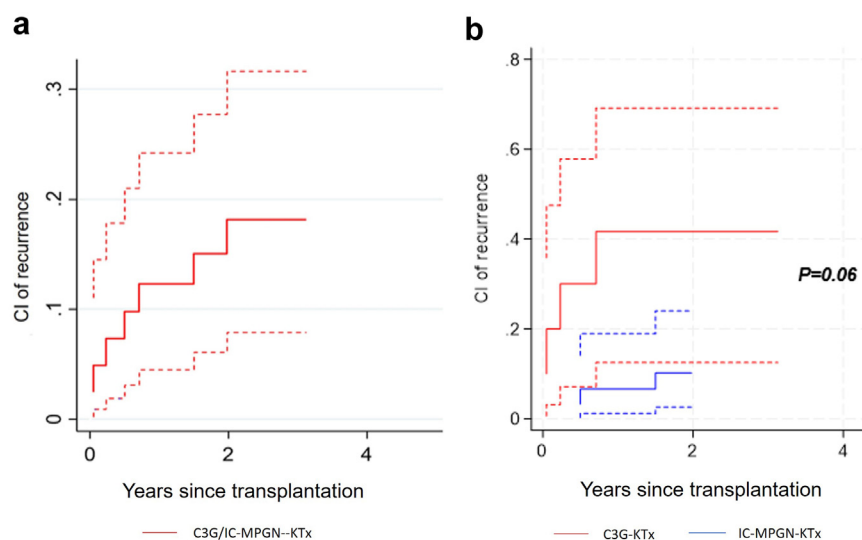 a
CI of recurrence
.3
.2
.1
0
0 2 4
Years since transplantation
C3G/IC-MPGN--KTx
b
CI of recurrence
.8
.6
.4
.2
0
P=0.06
0 2 4
Years since transplantation
C3G-KTx IC-MPGN-KTx